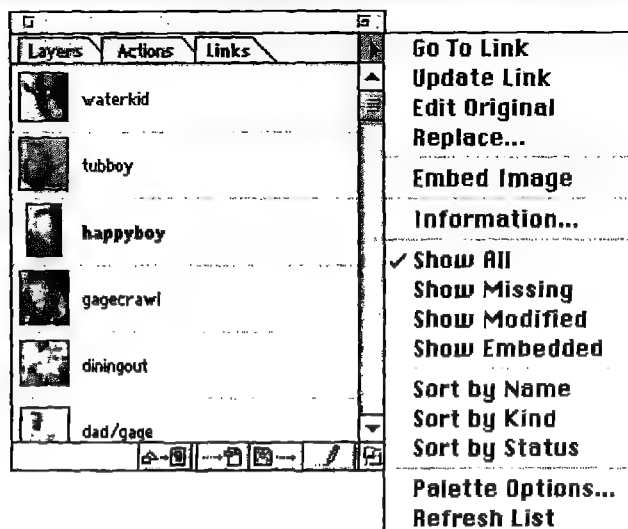 Layers Actions Links
waterkid
tubboy
happyboy
gagecrawl
diningout
dad/gage
Go To Link
Update Link
Edit Original
Replace...
Embed Image
Information...
✓ Show All
Show Missing
Show Modified
Show Embedded
Sort by Name
Sort by Kind
Sort by Status
Palette Options...
Refresh List